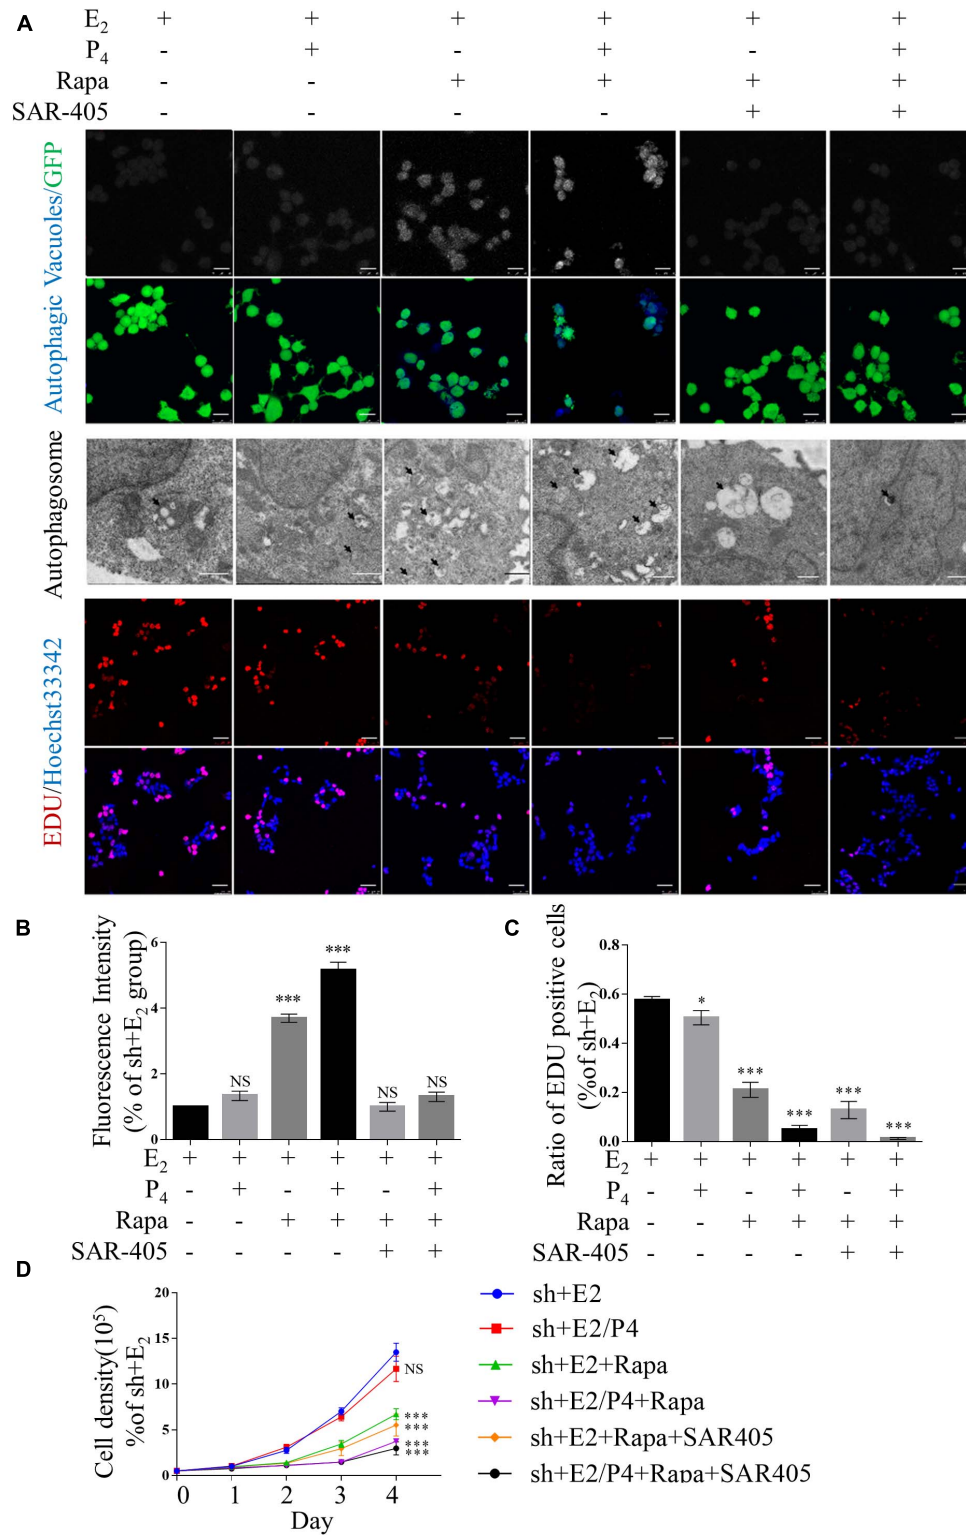 A
E2 + + + + + +
P4 - + - + - +
Rapa - - + + + +
SAR-405 - - - - + +
Autophagic Vacuoles/GFP
Autophagosome
EDU/Hoechst33342
B
Fluorescence Intensity
(% of sh+E2 group)
6
4
2
0
NS *** *** NS NS
E2 + + + + + +
P4 - + - + - +
Rapa - - + + + +
SAR-405 - - - - + +
C
Ratio of EDU positive cells
(%of sh+E2)
0.8
0.6
0.4
0.2
0.0
* *** *** *** ***
E2 + + + + + +
P4 - + - + - +
Rapa - - + + + +
SAR-405 - - - - + +
D
Cell density(10^5)
%of sh+E2
20
15
10
5
0
NS
***
***
***
***
0 1 2 3 4
Day
sh+E2
sh+E2/P4
sh+E2+Rapa
sh+E2/P4+Rapa
sh+E2+Rapa+SAR405
sh+E2/P4+Rapa+SAR405